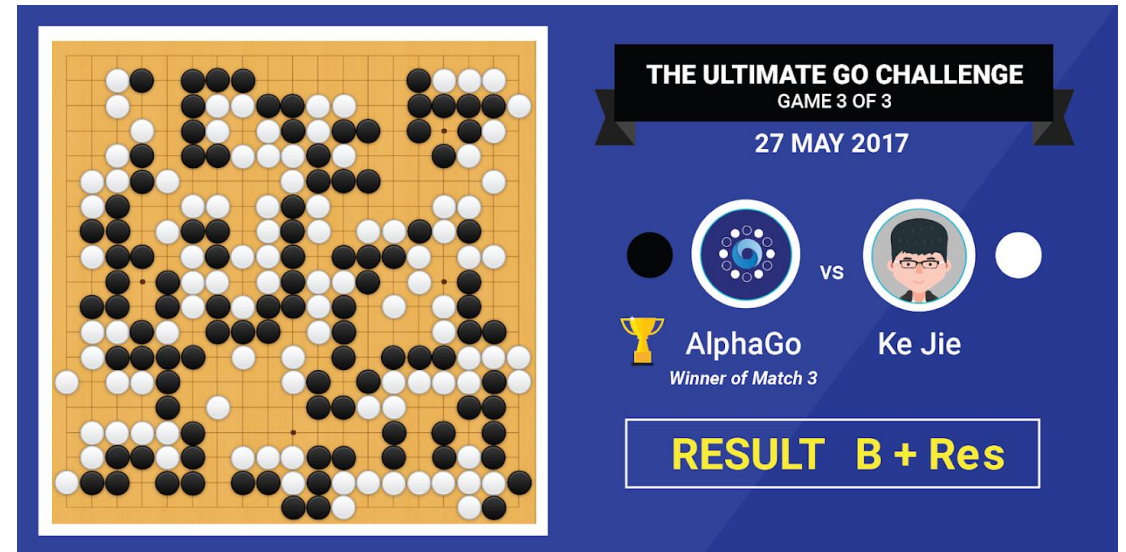 THE ULTIMATE GO CHALLENGE
GAME 3 OF 3
27 MAY 2017
vs
AlphaGo
Ke Jie
Winner of Match 3
RESULT B + Res